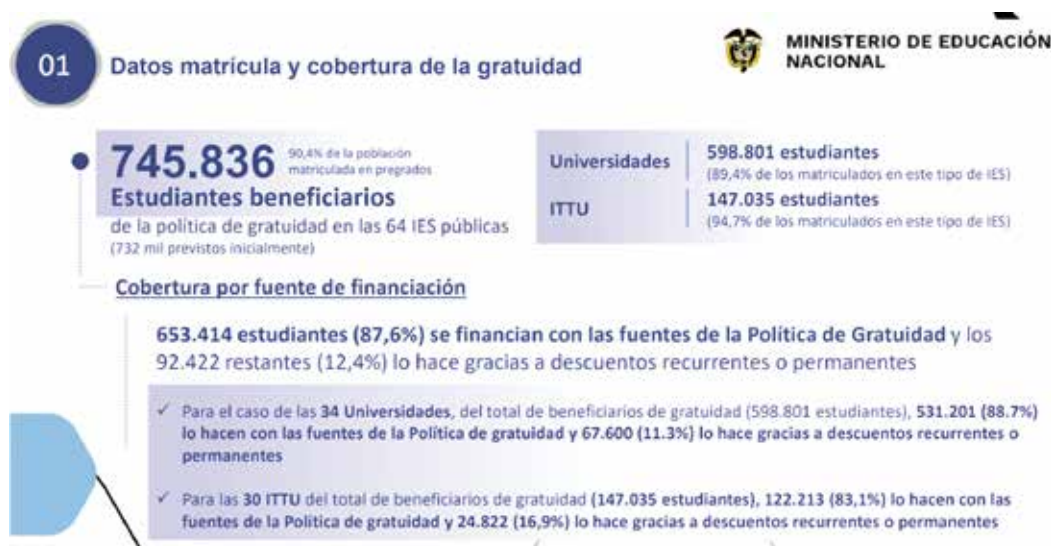 01
Datos matrícula y cobertura de la gratuidad
MINISTERIO DE EDUCACIÓN
NACIONAL
745.836
90,4% de la población
matriculada en pregrados
Estudiantes beneficiarios
de la política de gratuidad en las 64 IES públicas
(732 mil previstos inicialmente)
Universidades
598.801 estudiantes
(89,4% de los matriculados en este tipo de IES)
ITTU
147.035 estudiantes
(94,7% de los matriculados en este tipo de IES)
Cobertura por fuente de financiación
653.414 estudiantes (87,6%) se financian con las fuentes de la Política de Gratuidad y los
92.422 restantes (12,4%) lo hace gracias a descuentos recurrentes o permanentes
✓ Para el caso de las 34 Universidades, del total de beneficiarios de gratuidad (598.801 estudiantes), 531.201 (88.7%)
lo hacen con las fuentes de la Política de gratuidad y 67.600 (11.3%) lo hace gracias a descuentos recurrentes o
permanentes
✓ Para las 30 ITTU del total de beneficiarios de gratuidad (147.035 estudiantes), 122.213 (83,1%) lo hacen con las
fuentes de la Política de gratuidad y 24.822 (16,9%) lo hace gracias a descuentos recurrentes o permanentes